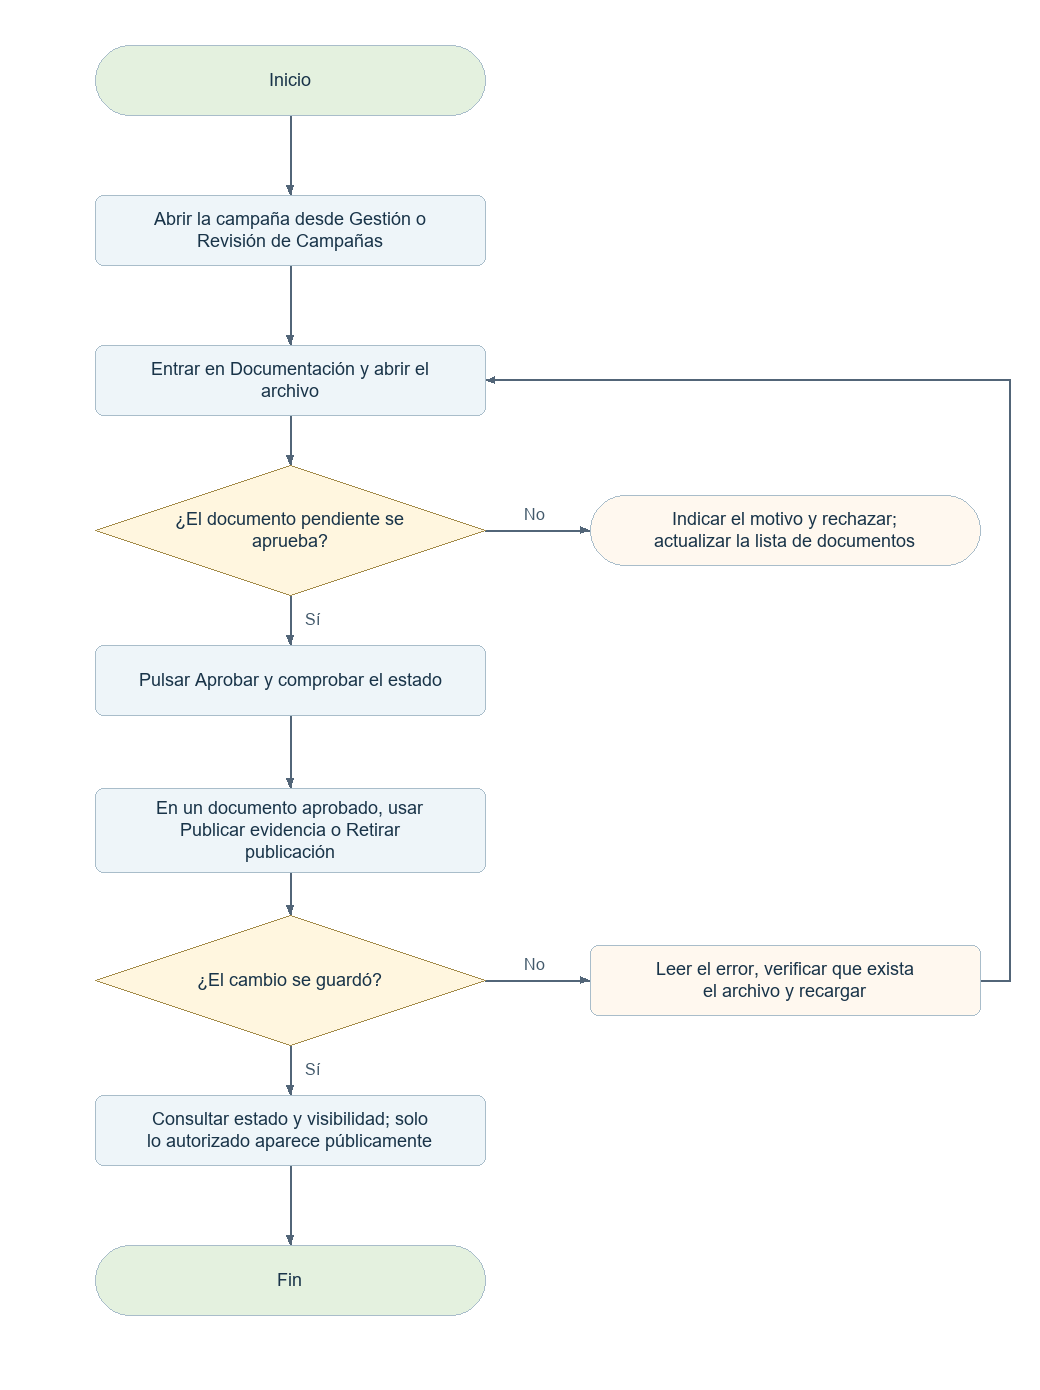 Inicio
Abrir la campaña desde Gestión o
Revisión de Campañas
Entrar en Documentación y abrir el
archivo
¿El documento pendiente se
aprueba?
No
Indicar el motivo y rechazar;
actualizar la lista de documentos
Sí
Pulsar Aprobar y comprobar el estado
En un documento aprobado, usar
Publicar evidencia o Retirar
publicación
¿El cambio se guardó?
No
Leer el error, verificar que exista
el archivo y recargar
Sí
Consultar estado y visibilidad; solo
lo autorizado aparece públicamente
Fin